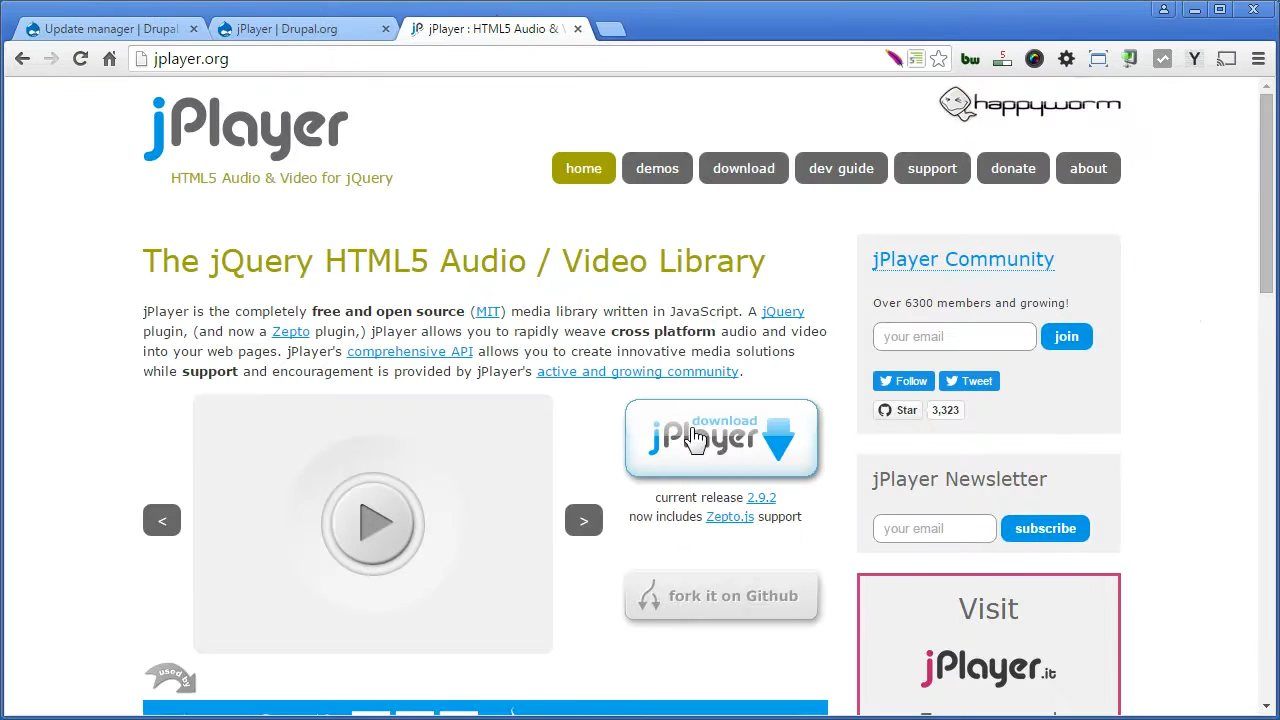 Update manager | Drupal
jPlayer | Drupal.org
jPlayer : HTML5 Audio & V
jplayer.org
bw
5
Y
jPlayer
HTML5 Audio & Video for jQuery
happyworm
home
demos
download
dev guide
support
donate
about
The jQuery HTML5 Audio / Video Library
jPlayer is the completely free and open source (MIT) media library written in JavaScript. A jQuery
plugin, (and now a Zepto plugin,) jPlayer allows you to rapidly weave cross platform audio and video
into your web pages. jPlayer's comprehensive API allows you to create innovative media solutions
while support and encouragement is provided by jPlayer's active and growing community.
<
>
download
jPlayer
current release 2.9.2
now includes Zepto.js support
fork it on Github
used by
jPlayer Community
Over 6300 members and growing!
your email
join
Follow
Tweet
Star
3,323
jPlayer Newsletter
your email
subscribe
Visit
jPlayer.it